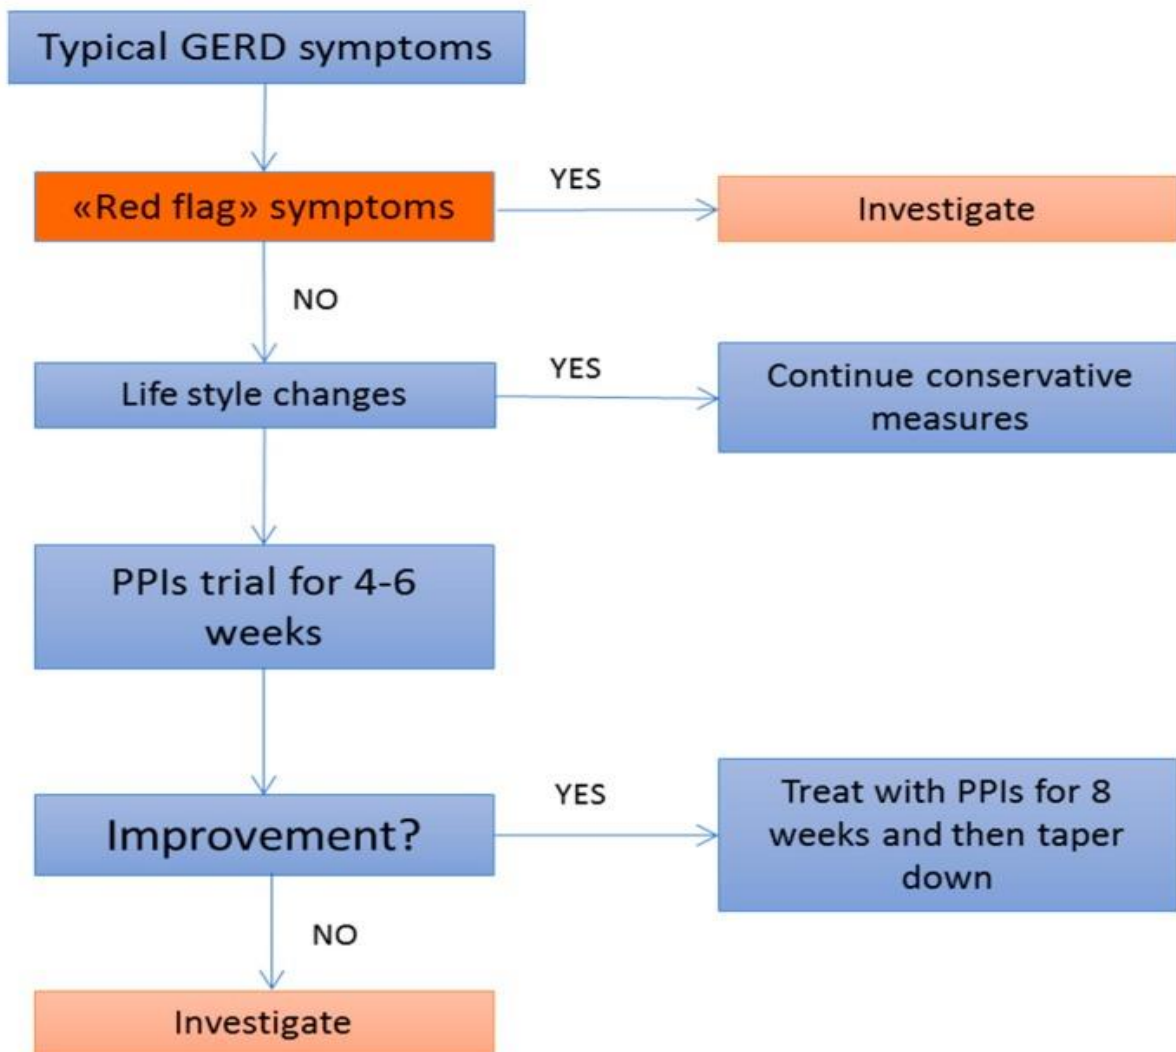 Typical GERD symptoms
«Red flag» symptoms
YES
Investigate
NO
Life style changes
YES
Continue conservative
measures
PPIs trial for 4-6
weeks
Improvement?
YES
Treat with PPIs for 8
weeks and then taper
down
NO
Investigate